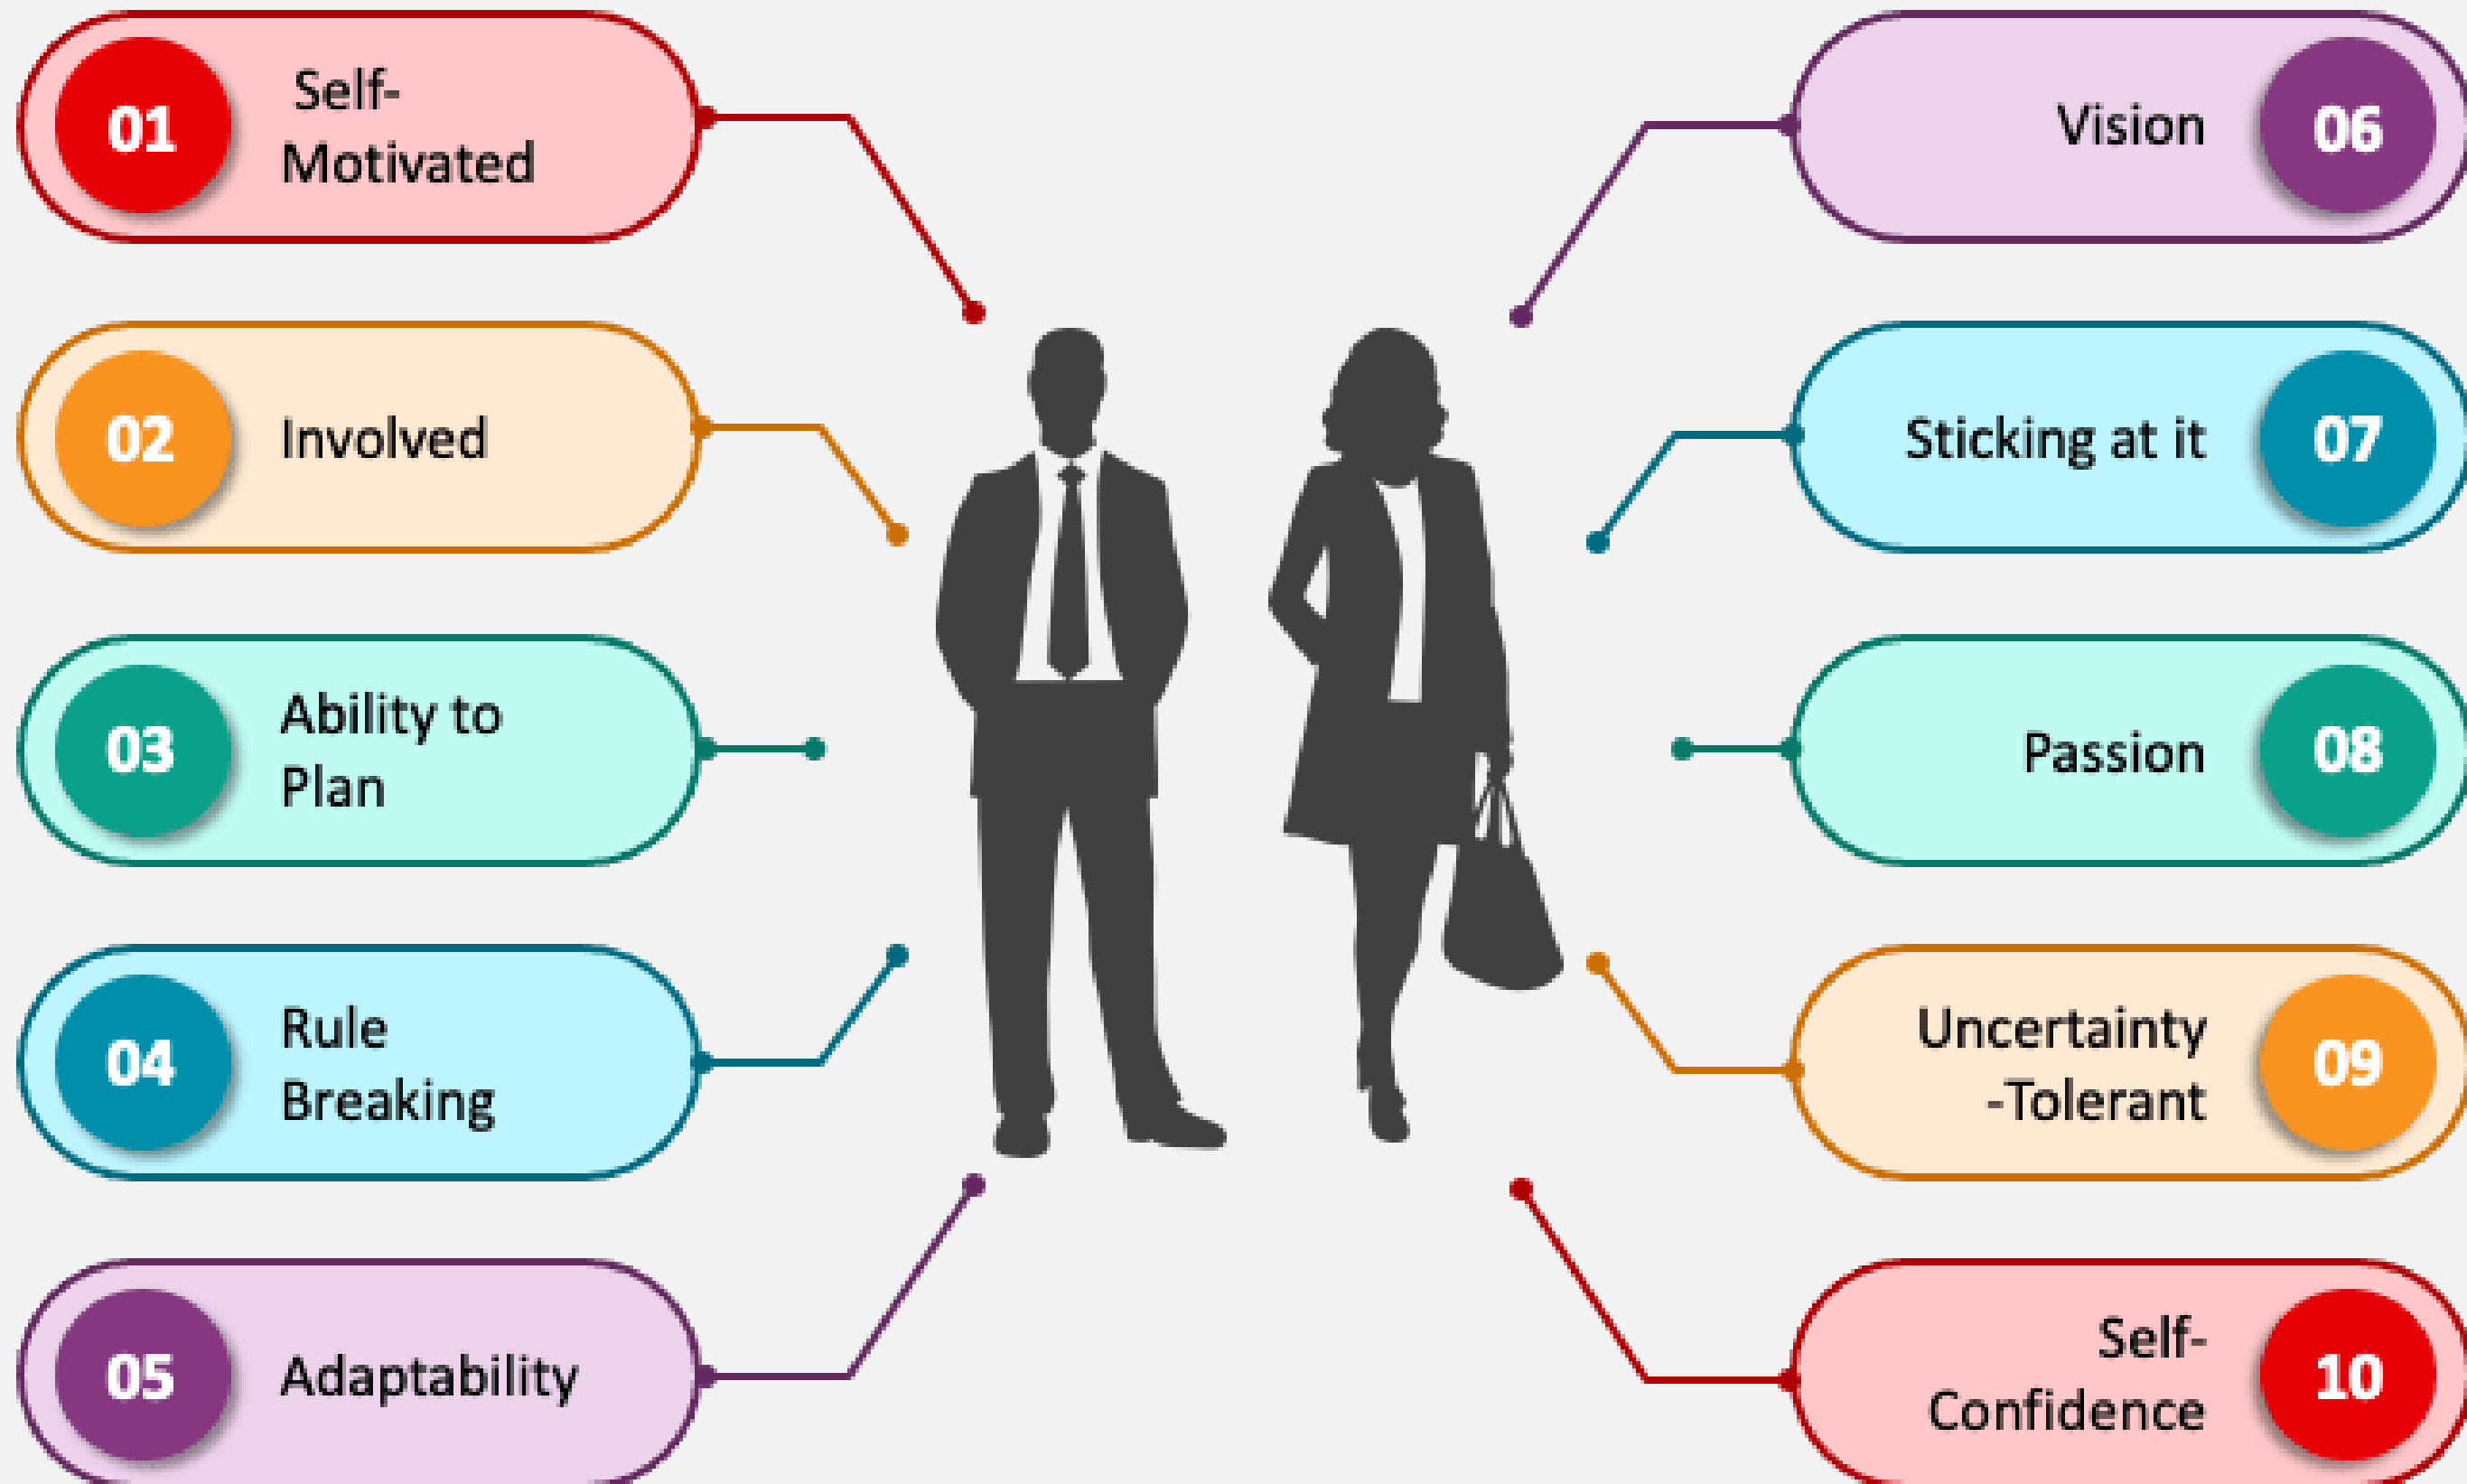 01
Self-
Motivated
02
Involved
03
Ability to
Plan
04
Rule
Breaking
05
Adaptability
Vision
06
Sticking at it
07
Passion
08
Uncertainty
-Tolerant
09
Self-
Confidence
10